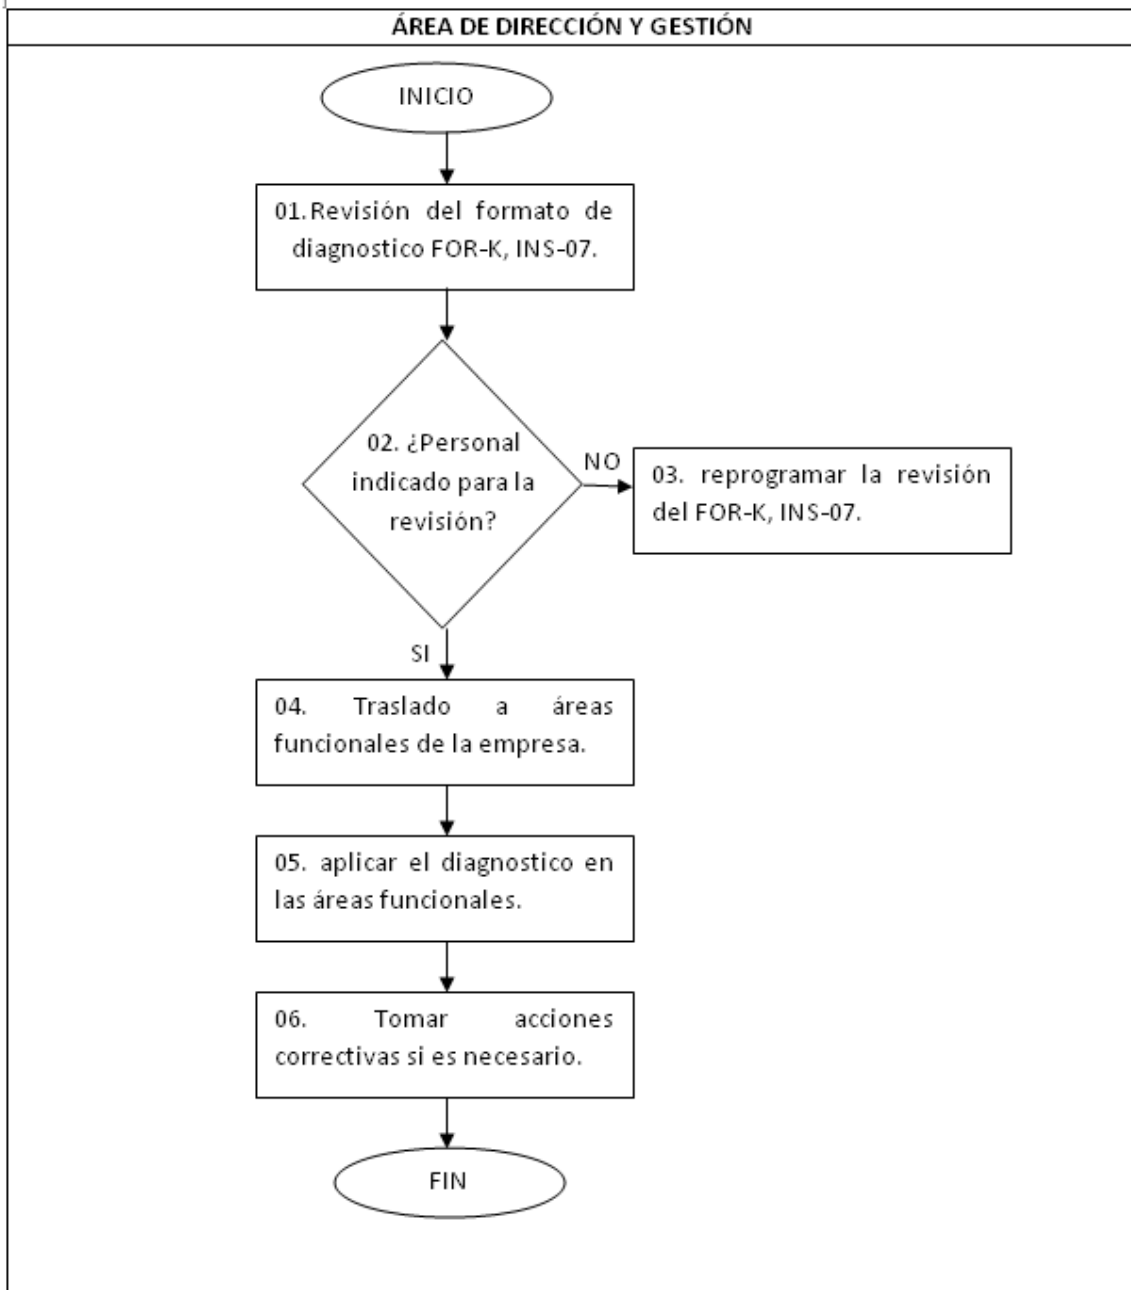 ÁREA DE DIRECCIÓN Y GESTIÓN
INICIO
01.Revisión del formato de
diagnostico FOR-K, INS-07.
02. ¿Personal
indicado para la
revisión?
NO
03. reprogramar la revisión
del FOR-K, INS-07.
SI
04. Traslado a áreas
funcionales de la empresa.
05. aplicar el diagnostico en
las áreas funcionales.
06. Tomar acciones
correctivas si es necesario.
FIN